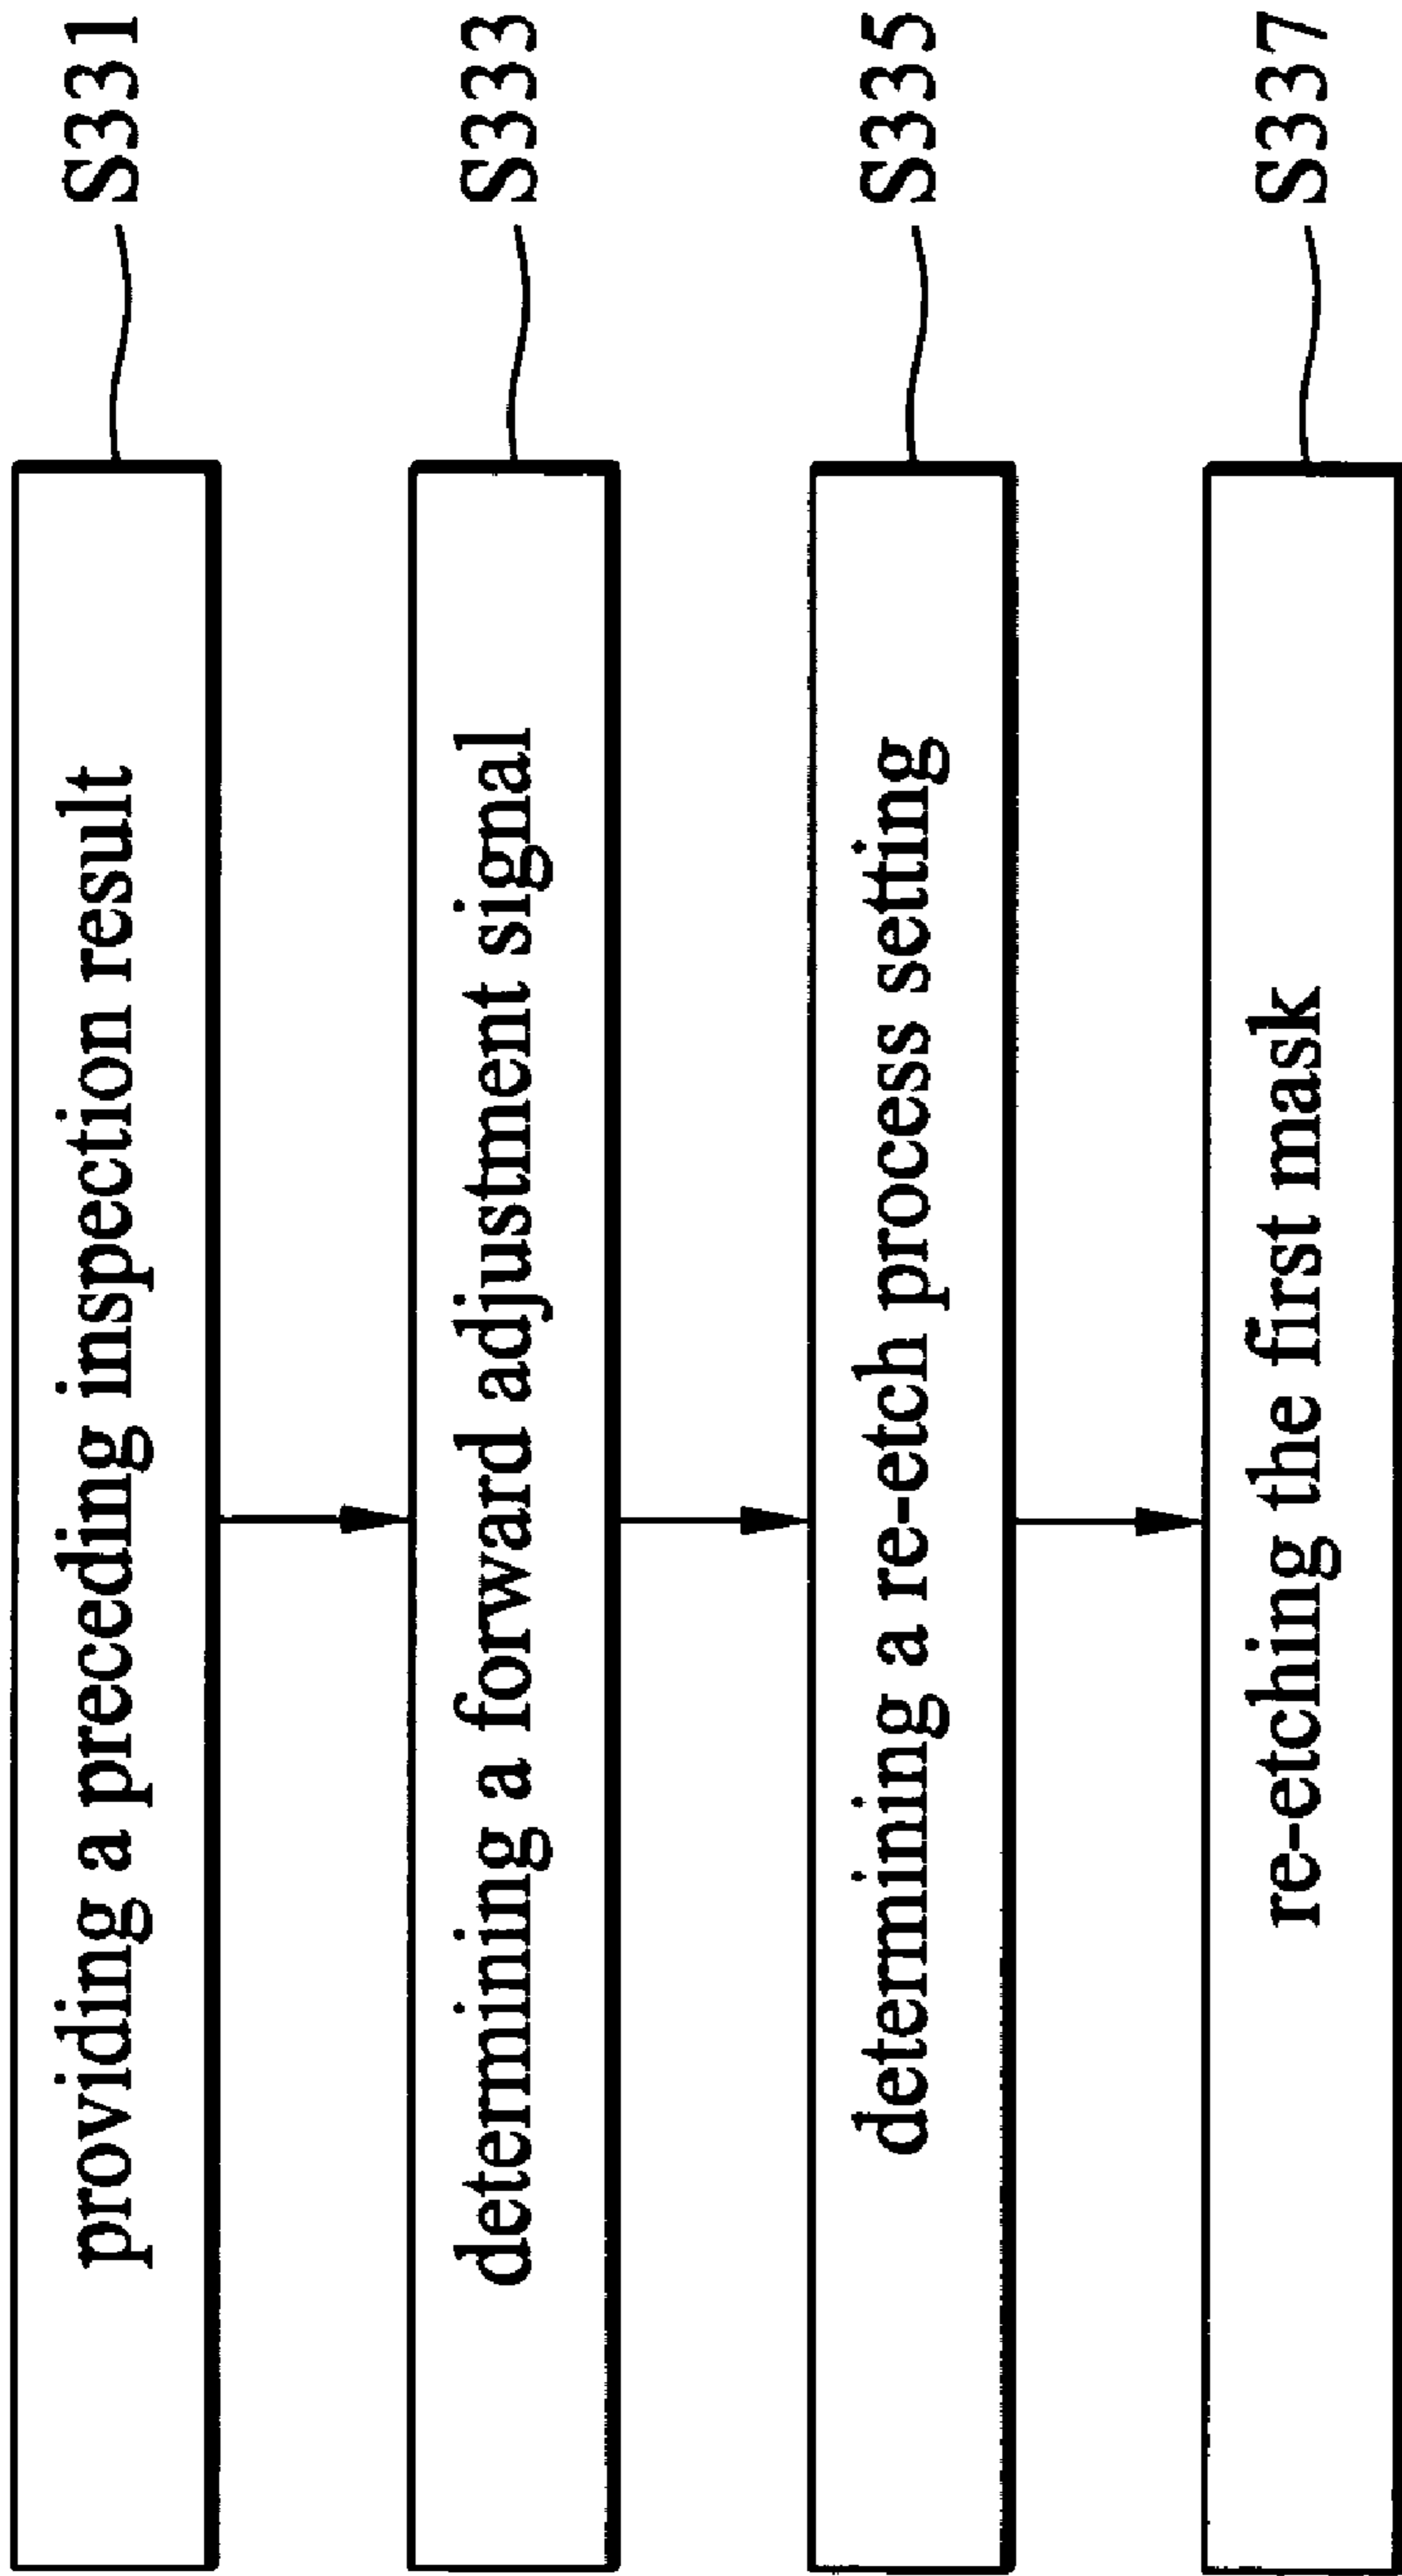 providing a preceding inspection result S331
determining a forward adjustment signal S333
determining a re-etch process setting S335
re-etching the first mask S337